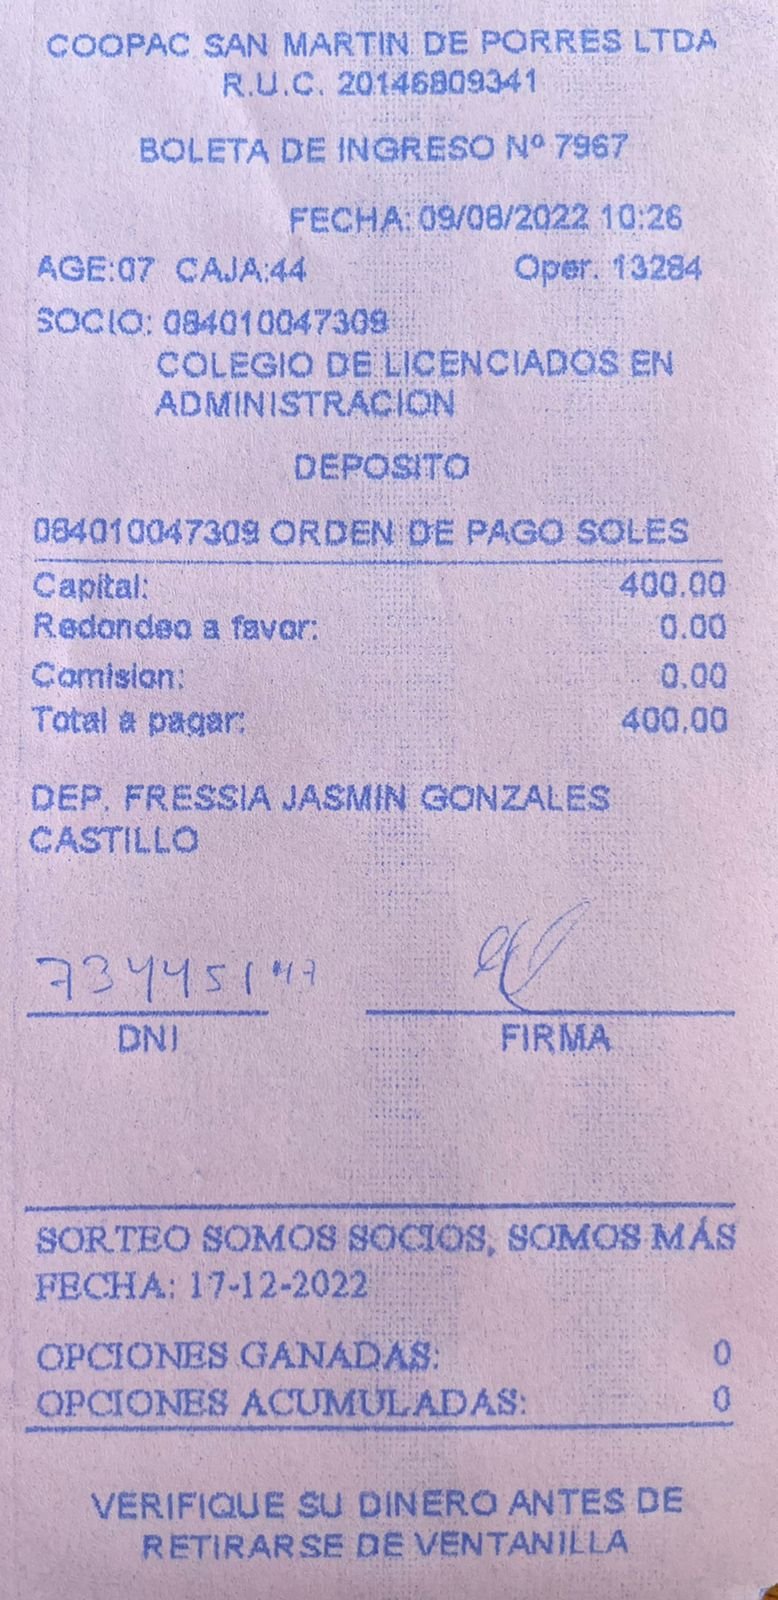 COOPAC SAN MARTIN DE PORRES LTDA
R.U.C. 20146809341
BOLETA DE INGRESO Nº 7967
FECHA: 09/08/2022 10:26
AGE:07 CAJA:44 Oper. 13284
SOCIO: 084010047309
COLEGIO DE LICENCIADOS EN
ADMINISTRACION
DEPOSITO
084010047309 ORDEN DE PAGO SOLES
Capital: 400.00
Redondeo a favor: 0.00
Comision: 0.00
Total a pagar: 400.00
DEP. FRESSIA JASMIN GONZALES
CASTILLO
DNI FIRMA
SORTEO SOMOS SOCIOS, SOMOS MÁS
FECHA: 17-12-2022
OPCIONES GANADAS: 0
OPCIONES ACUMULADAS: 0
VERIFIQUE SU DINERO ANTES DE
RETIRARSE DE VENTANILLA